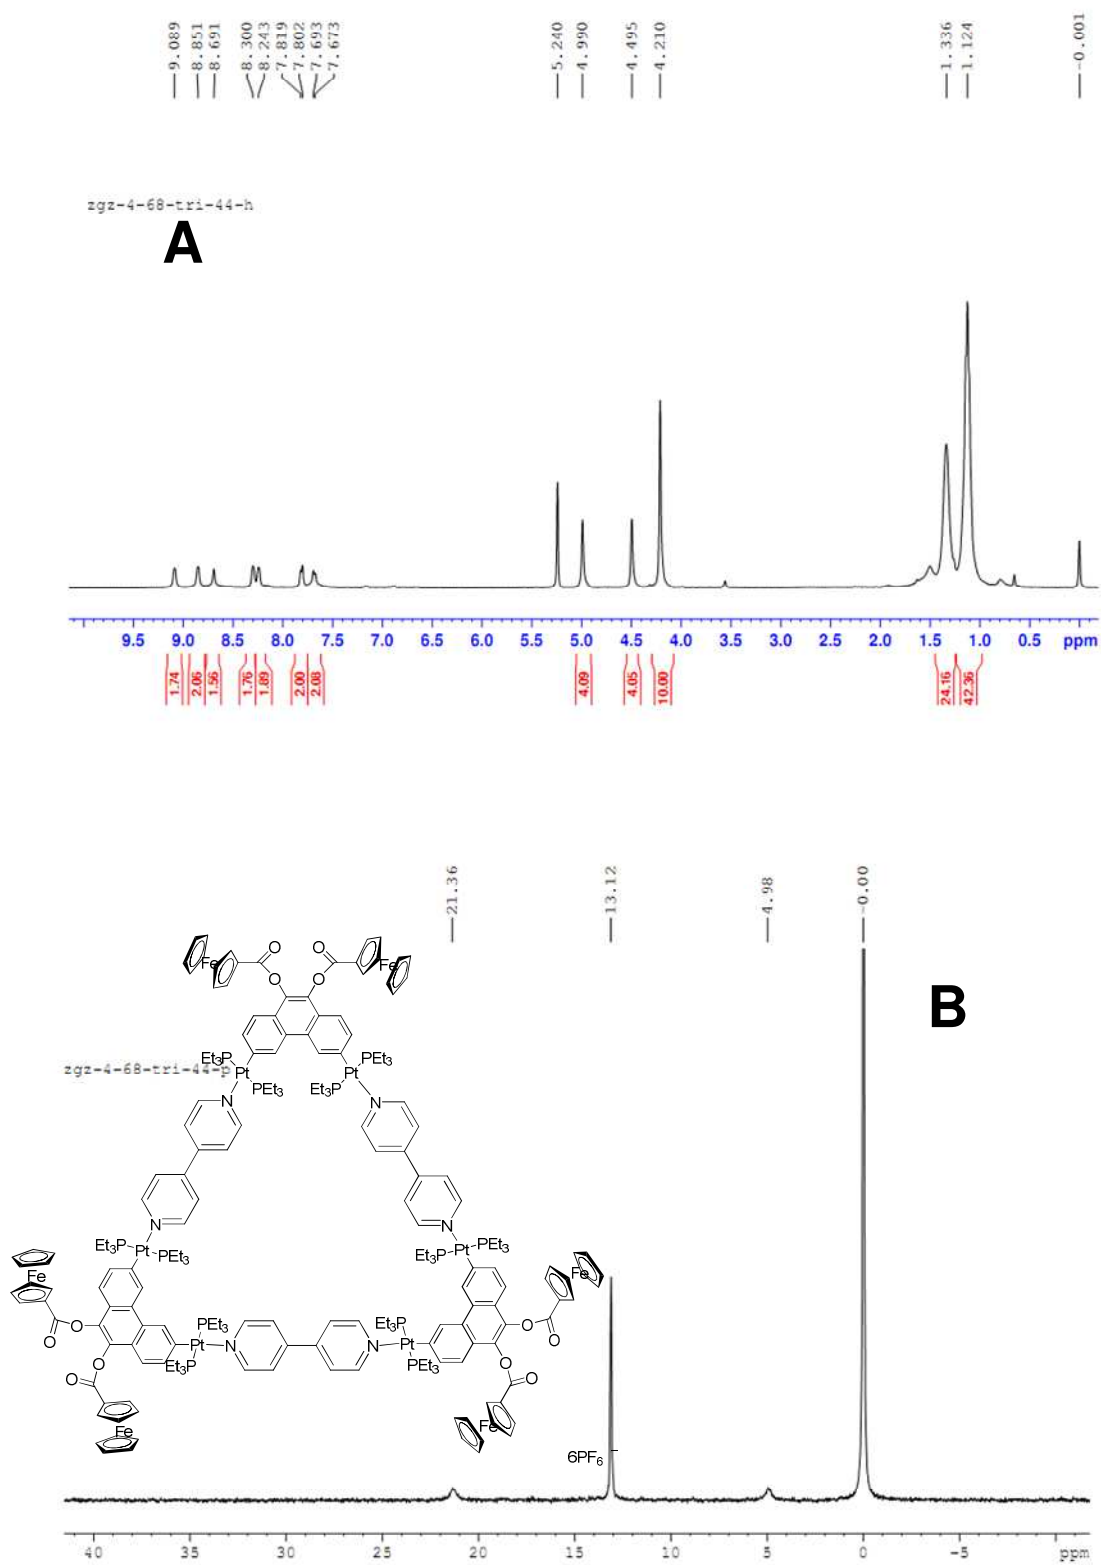 9.089
8.851
8.691
8.300
8.243
7.819
7.802
7.693
7.673
5.240
4.990
4.495
4.210
1.336
1.124
-0.001
zgz-4-68-tri-44-h
A
9.5 9.0 8.5 8.0 7.5 7.0 6.5 6.0 5.5 5.0 4.5 4.0 3.5 3.0 2.5 2.0 1.5 1.0 0.5 ppm
1.74 2.06 1.56 1.76 1.89 2.00 2.08 4.09 4.05 10.00 24.16 42.36
21.36
13.12
4.98
-0.00
B
O O
Fe Fe
O O
Et3P PEt3
zgz-4-68-tri-44-p
Pt Pt
PEt3 Et3P
N N
N N
Et3P Pt PEt3 Et3P Pt PEt3
Fe Fe
O O O O
PEt3 Et3P
Pt N N Pt
Et3P PEt3
O O O O
Fe Fe
6PF6 −
40 35 30 25 20 15 10 5 0 -5 ppm